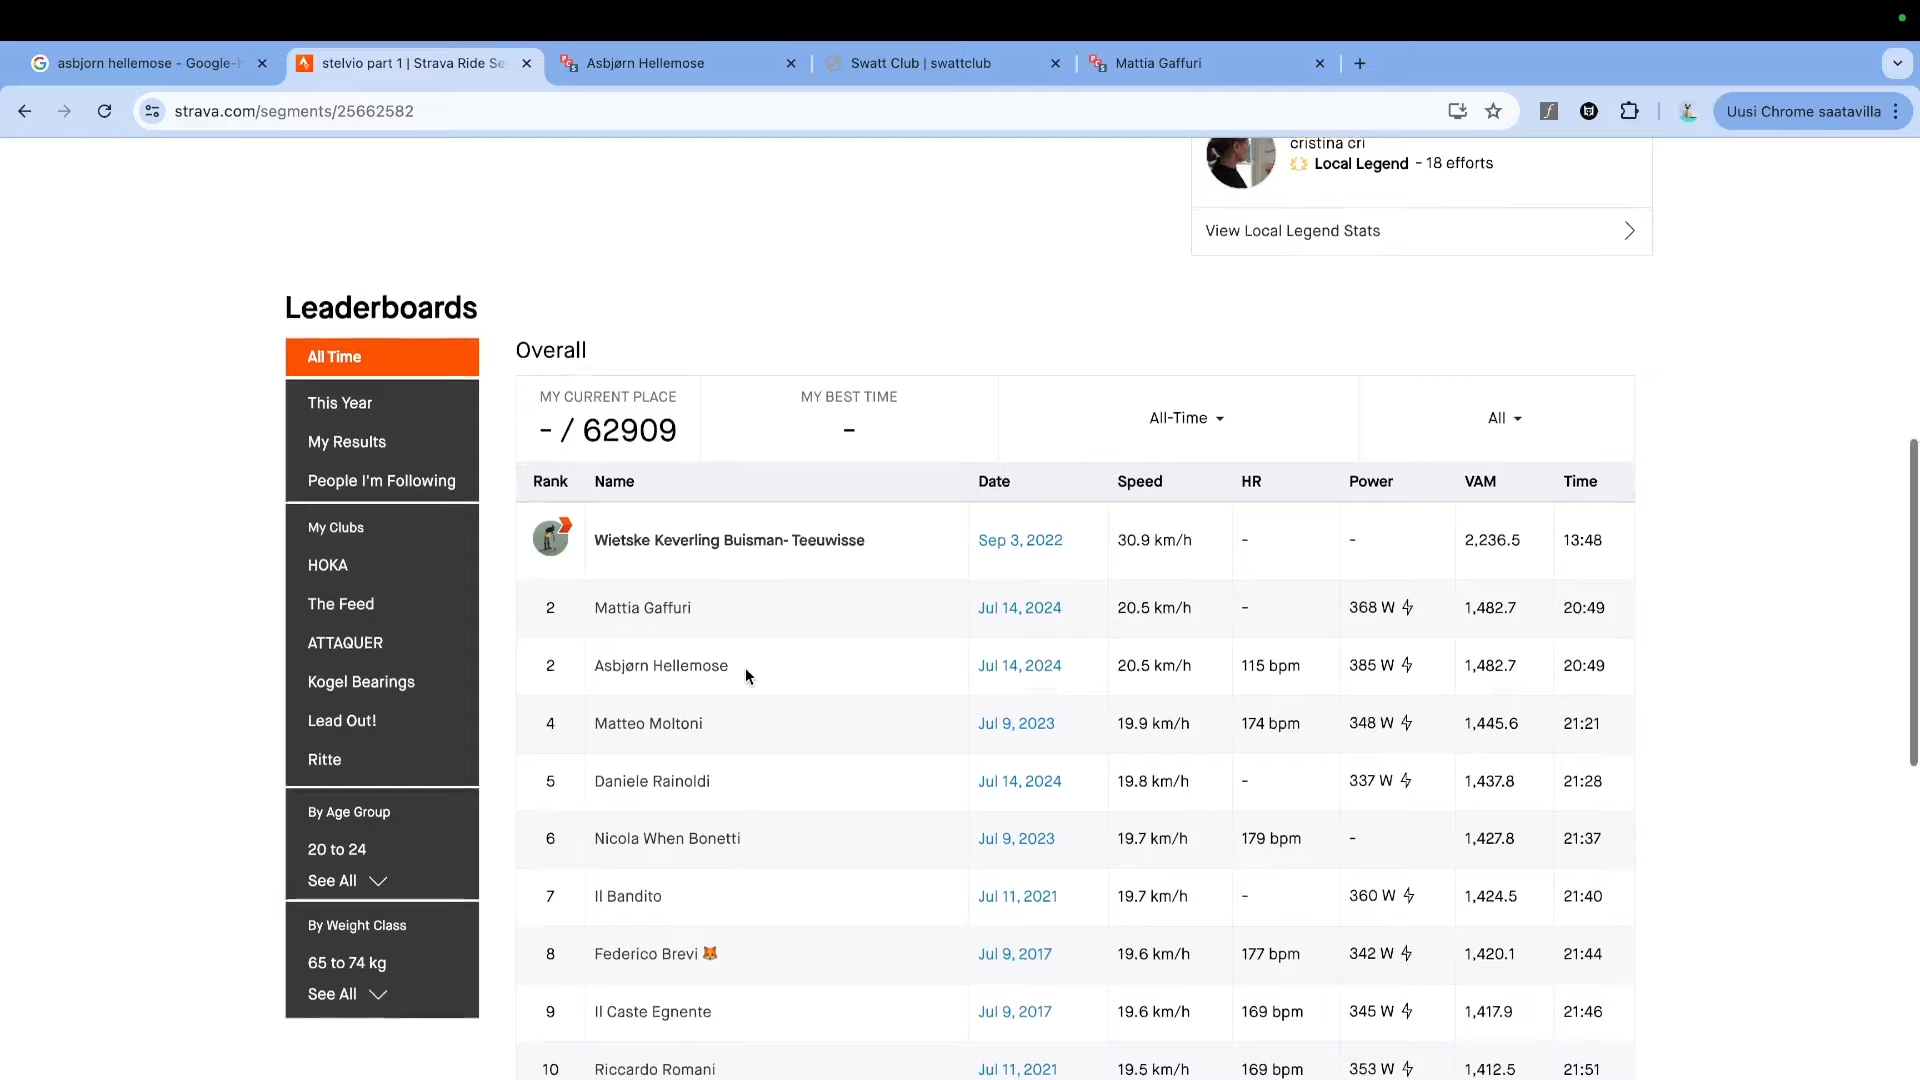 asbjorn hellemose - Google-h
stelvio part 1 | Strava Ride Se
Asbjørn Hellemose
Swatt Club | swattclub
Mattia Gaffuri
strava.com/segments/25662582
Uusi Chrome saatavilla
cristina cri
Local Legend - 18 efforts
View Local Legend Stats
Leaderboards
All Time
This Year
My Results
People I'm Following
My Clubs
HOKA
The Feed
ATTAQUER
Kogel Bearings
Lead Out!
Ritte
By Age Group
20 to 24
See All
By Weight Class
65 to 74 kg
See All
Overall
MY CURRENT PLACE
- / 62909
MY BEST TIME
-
All-Time
All
Rank Name Date Speed HR Power VAM Time
Wietske Keverling Buisman- Teeuwisse Sep 3, 2022 30.9 km/h - - 2,236.5 13:48
2 Mattia Gaffuri Jul 14, 2024 20.5 km/h - 368 W 1,482.7 20:49
2 Asbjørn Hellemose Jul 14, 2024 20.5 km/h 115 bpm 385 W 1,482.7 20:49
4 Matteo Moltoni Jul 9, 2023 19.9 km/h 174 bpm 348 W 1,445.6 21:21
5 Daniele Rainoldi Jul 14, 2024 19.8 km/h - 337 W 1,437.8 21:28
6 Nicola When Bonetti Jul 9, 2023 19.7 km/h 179 bpm - 1,427.8 21:37
7 Il Bandito Jul 11, 2021 19.7 km/h - 360 W 1,424.5 21:40
8 Federico Brevi 🦊 Jul 9, 2017 19.6 km/h 177 bpm 342 W 1,420.1 21:44
9 Il Caste Egnente Jul 9, 2017 19.6 km/h 169 bpm 345 W 1,417.9 21:46
10 Riccardo Romani Jul 11, 2021 19.5 km/h 169 bpm 353 W 1,412.5 21:51